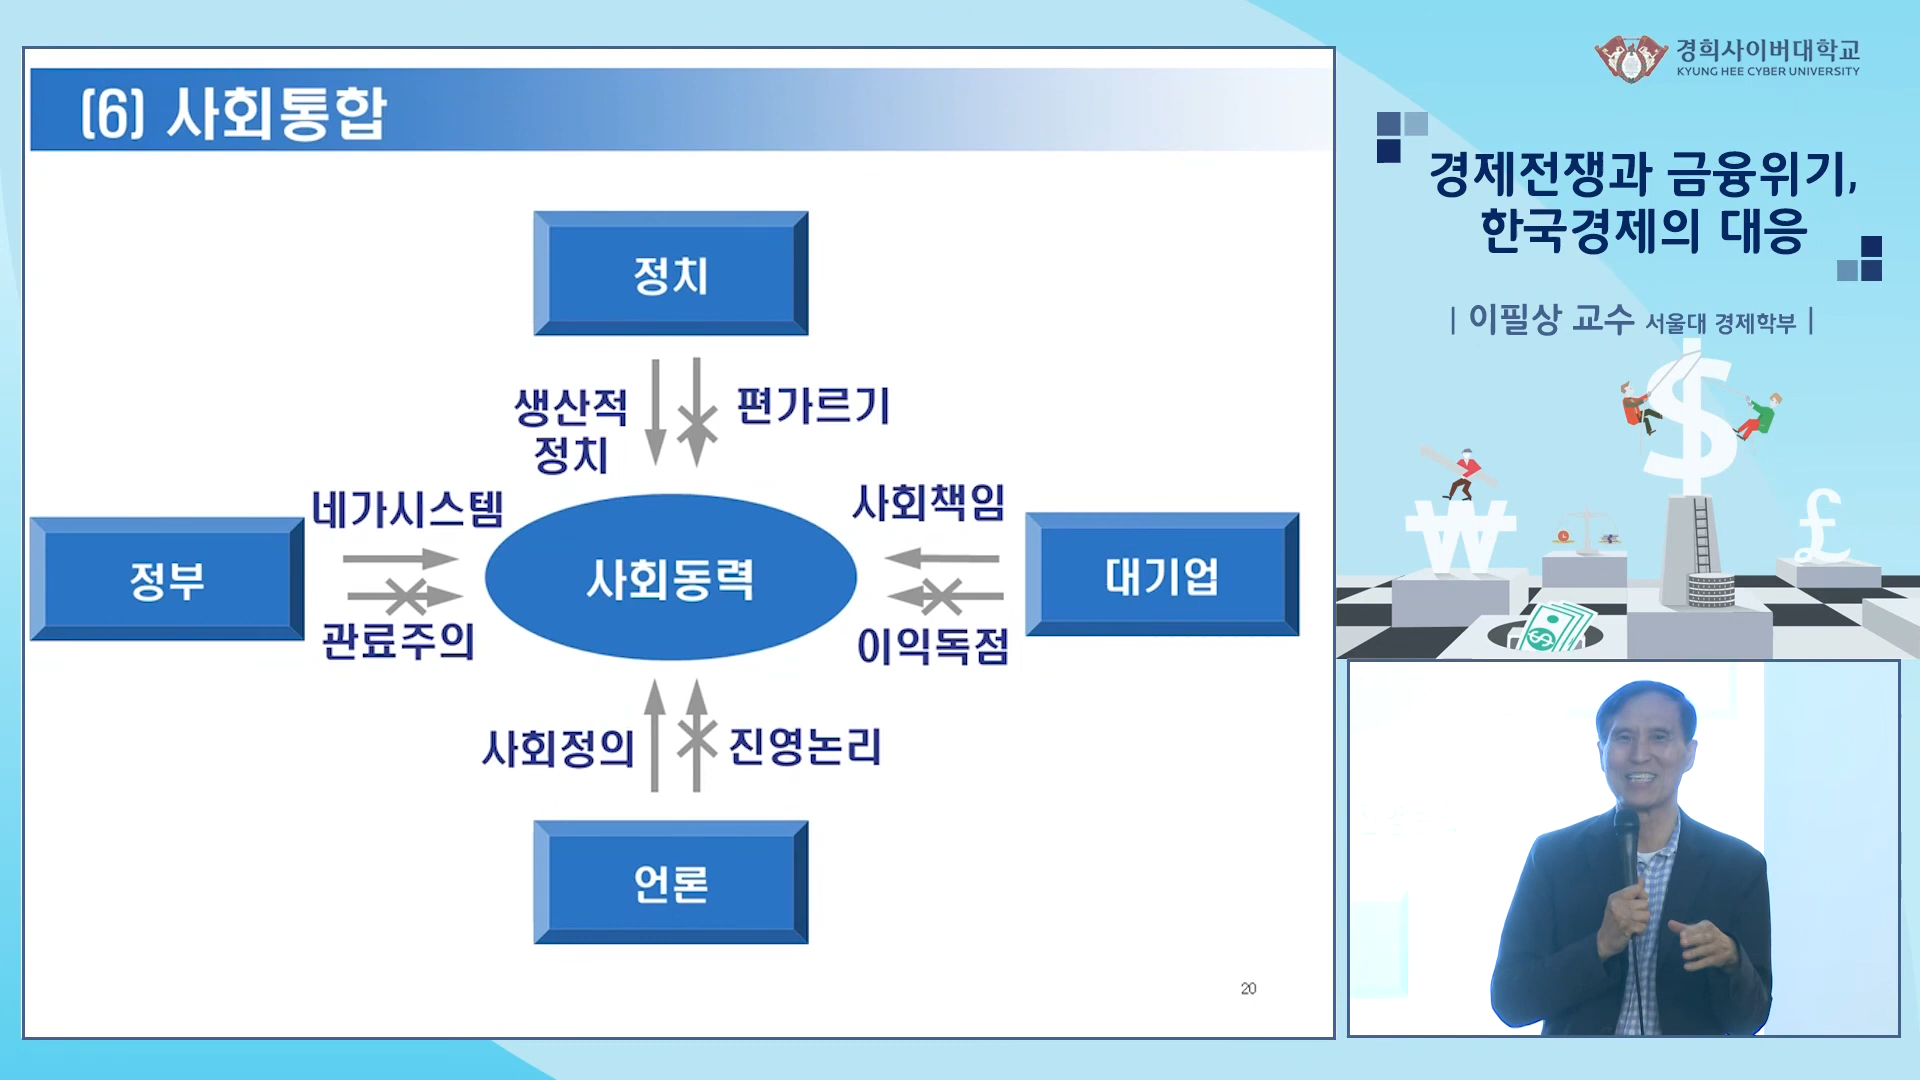 (6) 사회통합
정치
생산적
정치
편가르기
네가시스템
사회책임
정부
사회동력
대기업
관료주의
이익독점
사회정의
진영논리
언론
20
경희사이버대학교
KYUNG HEE CYBER UNIVERSITY
경제전쟁과 금융위기,
한국경제의 대응
| 이필상 교수 서울대 경제학부 |